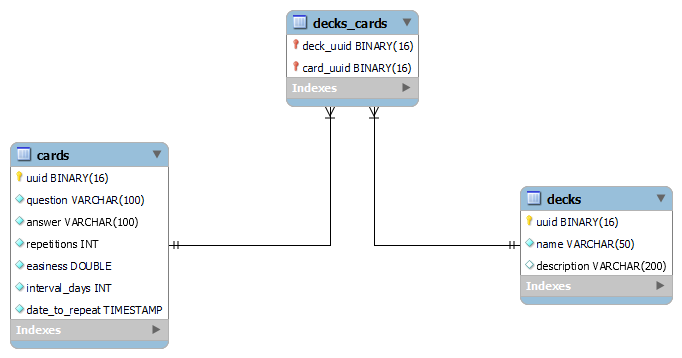 decks_cards
deck_uuid BINARY(16)
card_uuid BINARY(16)
Indexes
cards
uuid BINARY(16)
question VARCHAR(100)
answer VARCHAR(100)
repetitions INT
easiness DOUBLE
interval_days INT
date_to_repeat TIMESTAMP
Indexes
decks
uuid BINARY(16)
name VARCHAR(50)
description VARCHAR(200)
Indexes